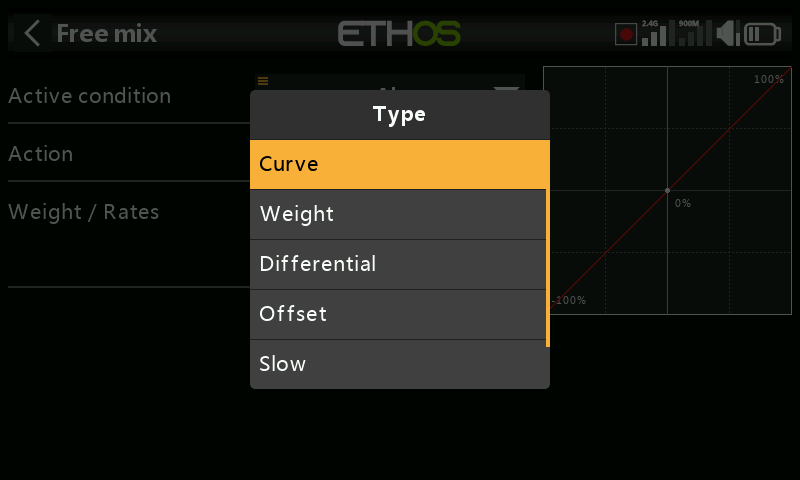 Free mix
ETHOS
2.4G
900M
Active condition
Action
Weight / Rates
Type
Curve
Weight
Differential
Offset
Slow
100%
0%
-100%